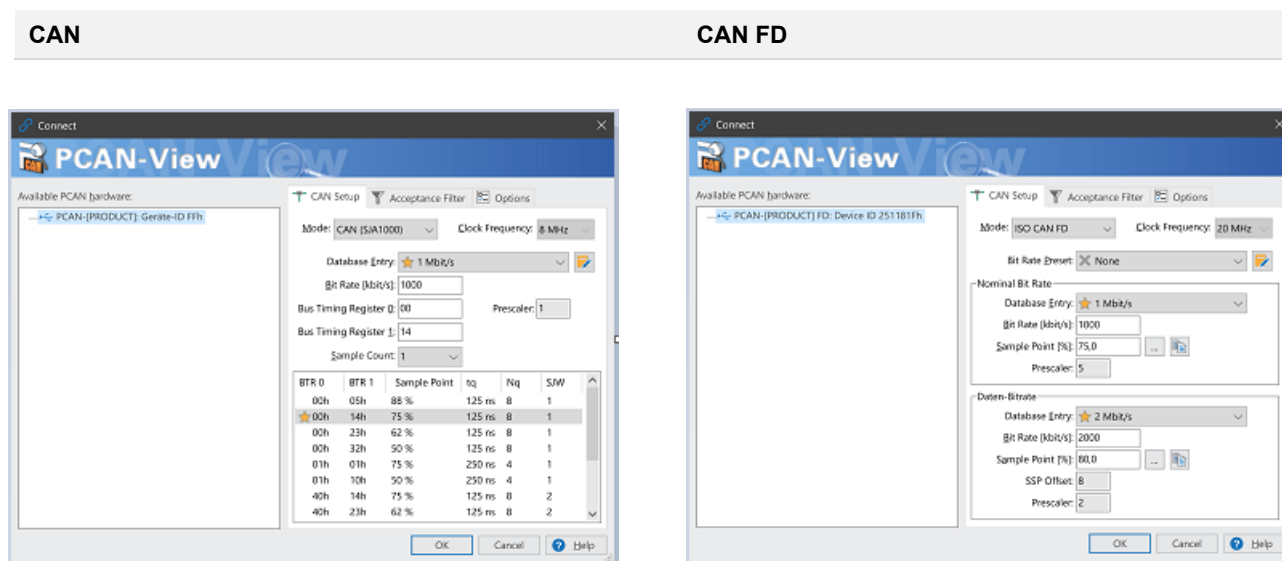 CAN CAN FD
Connect
PCAN-View
Available PCAN hardware:
PCAN-[PRODUCT]: Geräte-ID FFh
CAN Setup Acceptance Filter Options
Mode: CAN (SJA1000) Clock Frequency: 8 MHz
Database Entry: 1 Mbit/s
Bit Rate [kbit/s]: 1000
Bus Timing Register 0: 00 Prescaler: 1
Bus Timing Register 1: 14
Sample Count: 1
BTR 0 BTR 1 Sample Point tq Nq SJW
00h 05h 88 % 125 ns 8 1
00h 14h 75 % 125 ns 8 1
00h 23h 62 % 125 ns 8 1
00h 32h 50 % 125 ns 8 1
01h 01h 75 % 250 ns 4 1
01h 10h 50 % 250 ns 4 1
40h 14h 75 % 125 ns 8 2
40h 23h 62 % 125 ns 8 2
OK Cancel Help
Connect
PCAN-View
Available PCAN hardware:
PCAN-[PRODUCT] FD: Device ID 251181Fh
CAN Setup Acceptance Filter Options
Mode: ISO CAN FD Clock Frequency: 20 MHz
Bit Rate Preset: None
Nominal Bit Rate
Database Entry: 1 Mbit/s
Bit Rate [kbit/s]: 1000
Sample Point [%]: 75,0 ...
Prescaler: 5
Daten-Bitrate
Database Entry: 2 Mbit/s
Bit Rate [kbit/s]: 2000
Sample Point [%]: 80,0 ...
SSP Offset: 8
Prescaler: 2
OK Cancel Help